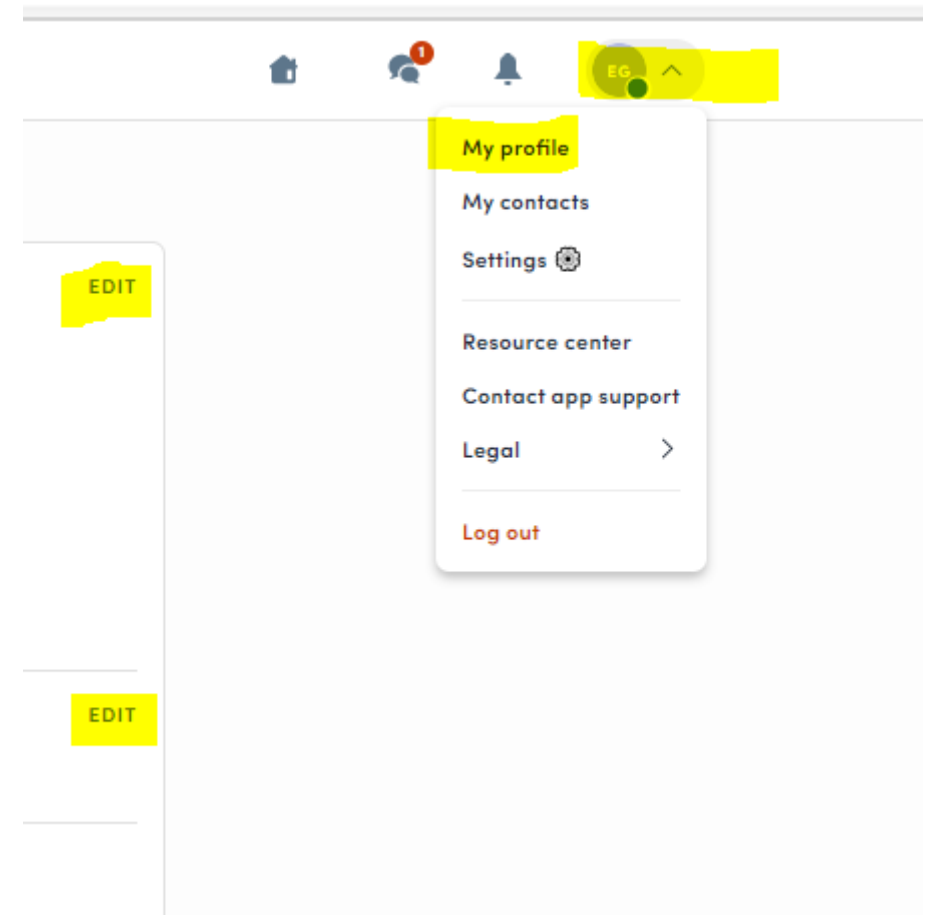 1
EG
My profile
My contacts
Settings
EDIT
Resource center
Contact app support
Legal
Log out
EDIT